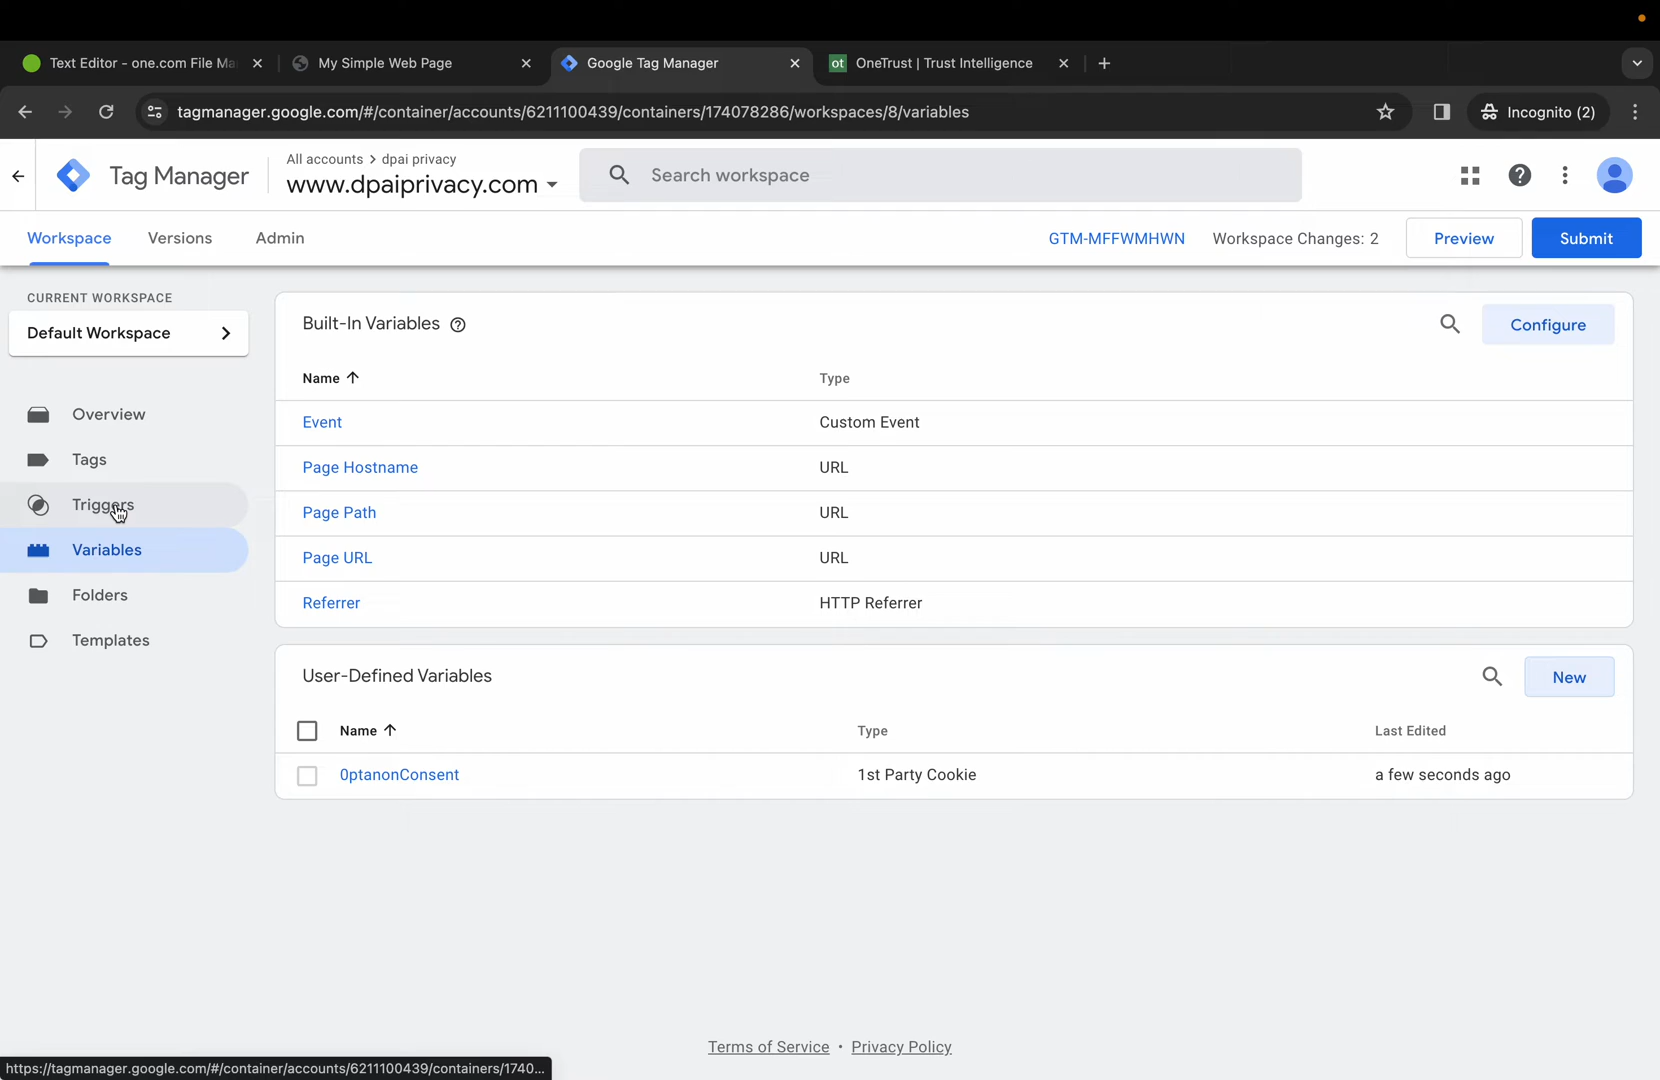 Text Editor - one.com File Ma
My Simple Web Page
Google Tag Manager
ot OneTrust | Trust Intelligence
tagmanager.google.com/#/container/accounts/6211100439/containers/174078286/workspaces/8/variables
Incognito (2)
Tag Manager
All accounts > dpai privacy
www.dpaiprivacy.com
Search workspace
Workspace Versions Admin
GTM-MFFWMHWN Workspace Changes: 2 Preview Submit
CURRENT WORKSPACE
Default Workspace
Overview
Tags
Triggers
Variables
Folders
Templates
Built-In Variables
Configure
Name Type
Event Custom Event
Page Hostname URL
Page Path URL
Page URL URL
Referrer HTTP Referrer
User-Defined Variables
New
Name Type Last Edited
0ptanonConsent 1st Party Cookie a few seconds ago
Terms of Service • Privacy Policy
https://tagmanager.google.com/#/container/accounts/6211100439/containers/1740...